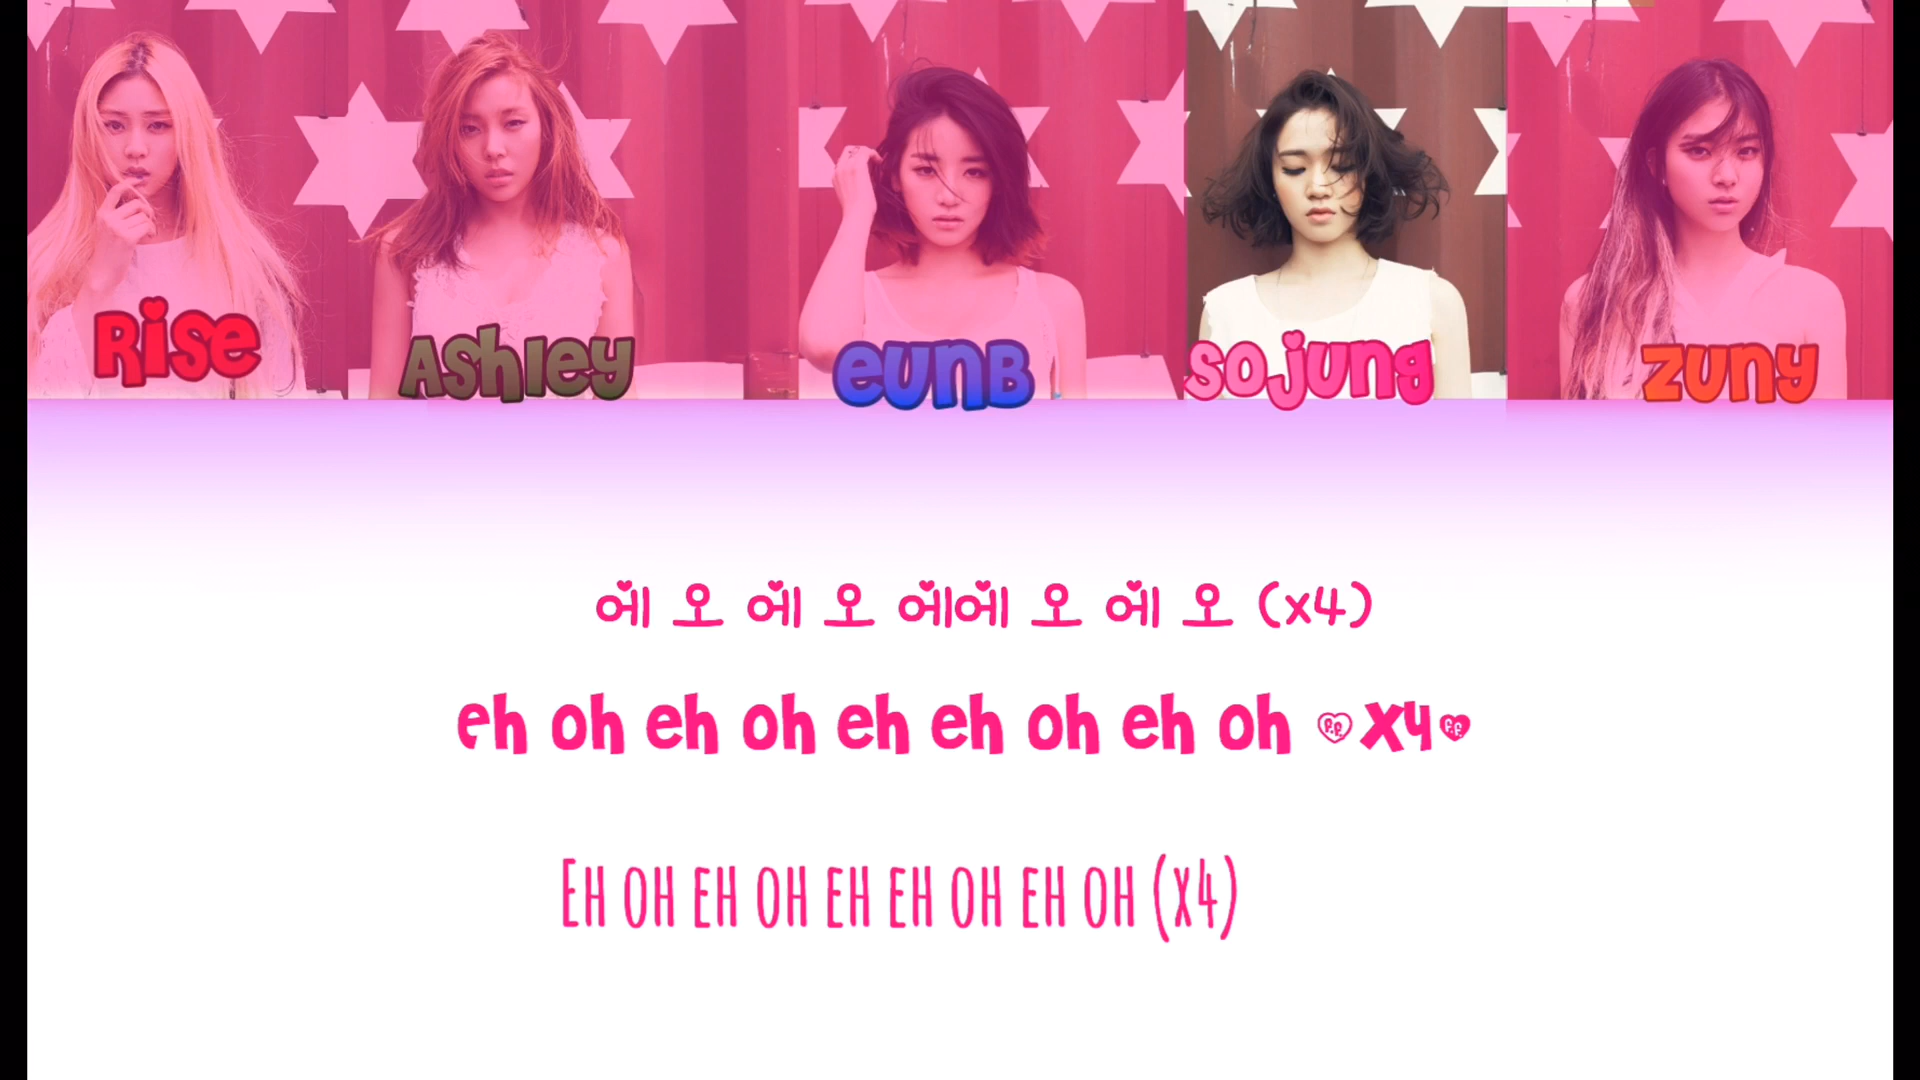 Rise Ashley EunB Sojung Zuny
에 오 에 오 에에 오 에 오 (x4)
eh oh eh oh eh eh oh eh oh x4
Eh oh eh oh eh eh oh eh oh (x4)